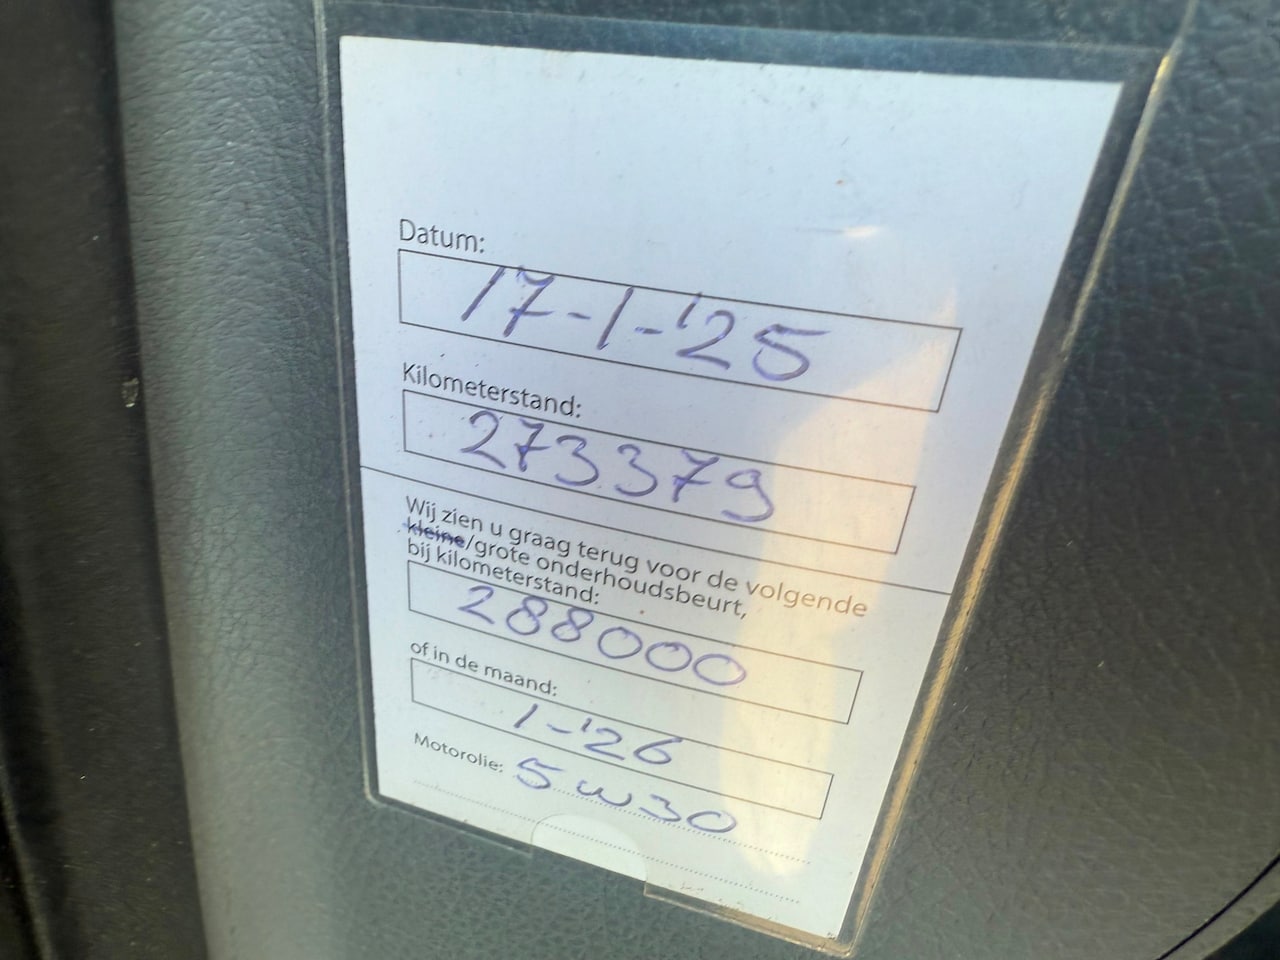 Datum:
17-1-'25
Kilometerstand:
273379
Wij zien u graag terug voor de volgende
kleine/grote onderhoudsbeurt,
bij kilometerstand:
288000
of in de maand:
1-'26
Motorolie: 5w30